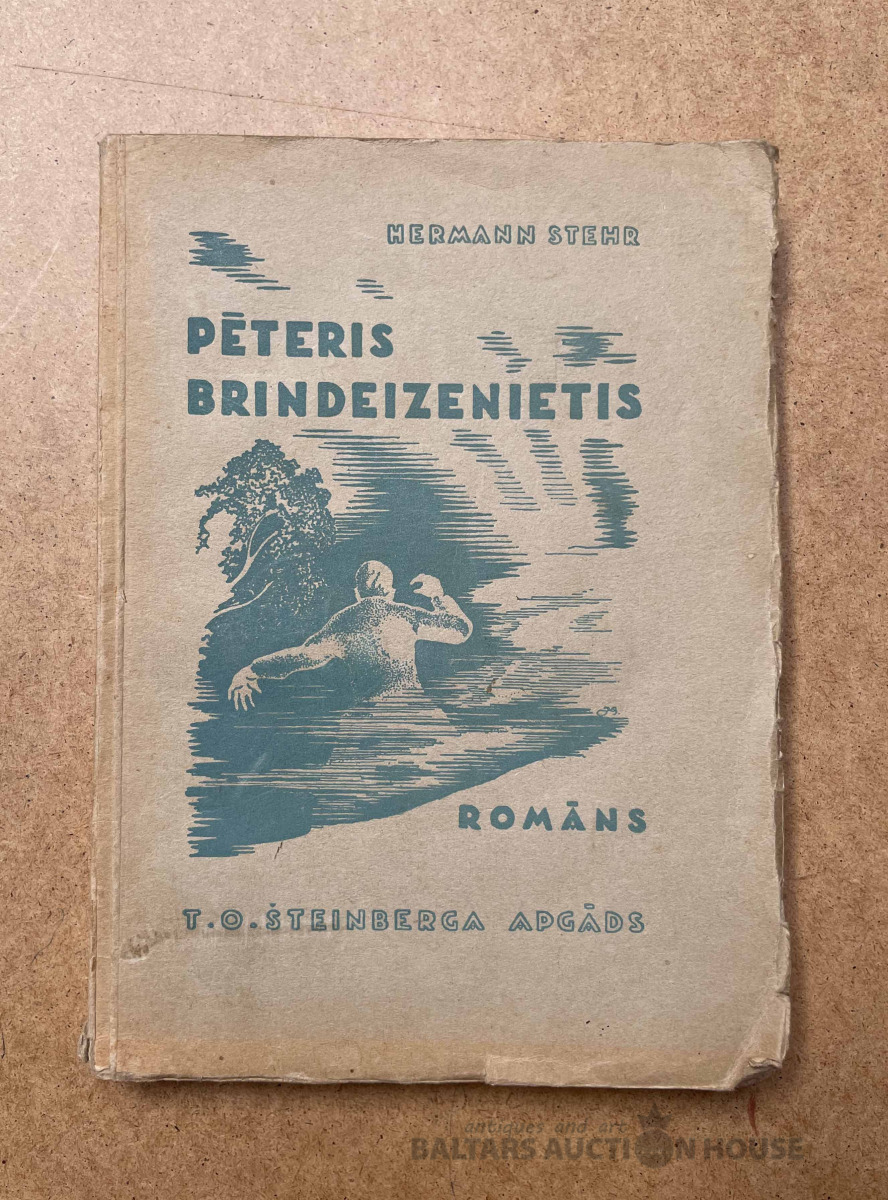 HERMANN STEHR
PĒTERIS
BRINDEIZENIETIS
ROMĀNS
T.O.ŠTEINBERGA APGĀDS
antiques and art
BALTARS AUCTION HOUSE